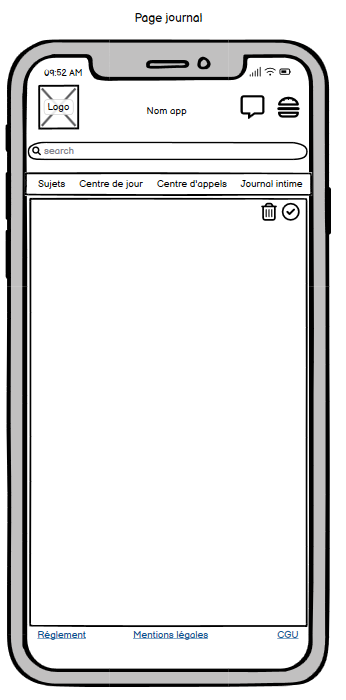 Page journal
09:52 AM
Logo
Nom app
search
Sujets Centre de jour Centre d'appels Journal intime
Réglement Mentions légales CGU